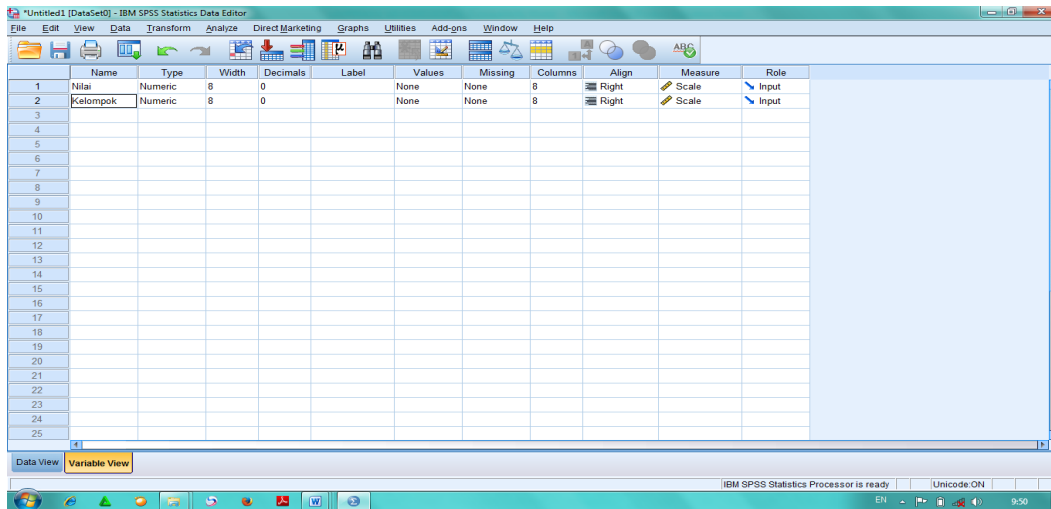 *Untitled1 [DataSet0] - IBM SPSS Statistics Data Editor
File Edit View Data Transform Analyze Direct Marketing Graphs Utilities Add-ons Window Help
Name Type Width Decimals Label Values Missing Columns Align Measure Role
1 Nilai Numeric 8 0 None None 8 Right Scale Input
2 Kelompok Numeric 8 0 None None 8 Right Scale Input
3
4
5
6
7
8
9
10
11
12
13
14
15
16
17
18
19
20
21
22
23
24
25
Data View Variable View
IBM SPSS Statistics Processor is ready Unicode:ON
EN 9:50